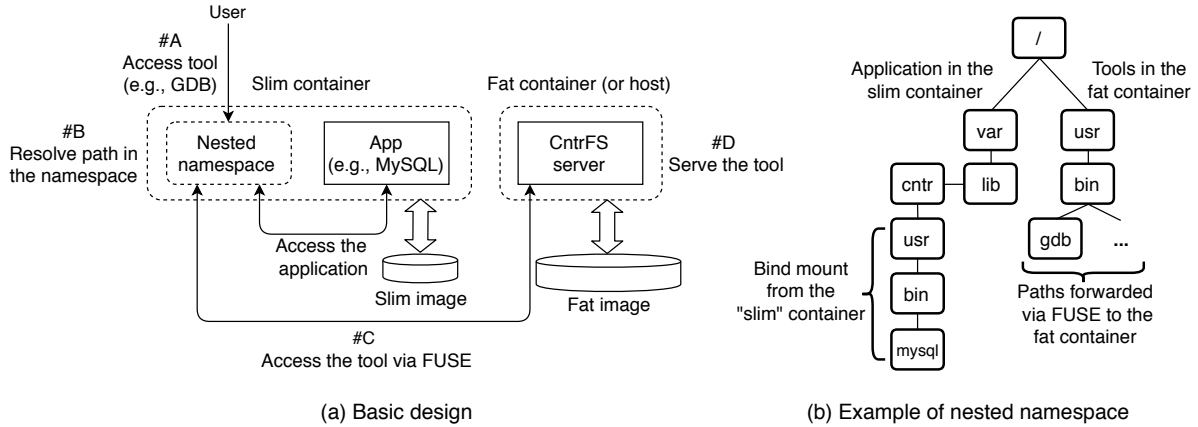 User
#A
Access tool
(e.g., GDB)
Slim container
Fat container (or host)
#B
Resolve path in
the namespace
Nested
namespace
App
(e.g., MySQL)
CntrFS
server
#D
Serve the tool
Access the
application
Slim image
Fat image
#C
Access the tool via FUSE
(a) Basic design
/
Application in the
slim container
Tools in the
fat container
var
usr
cntr
lib
bin
usr
gdb
...
Bind mount
from the
"slim" container
bin
mysql
Paths forwarded
via FUSE to the
fat container
(b) Example of nested namespace